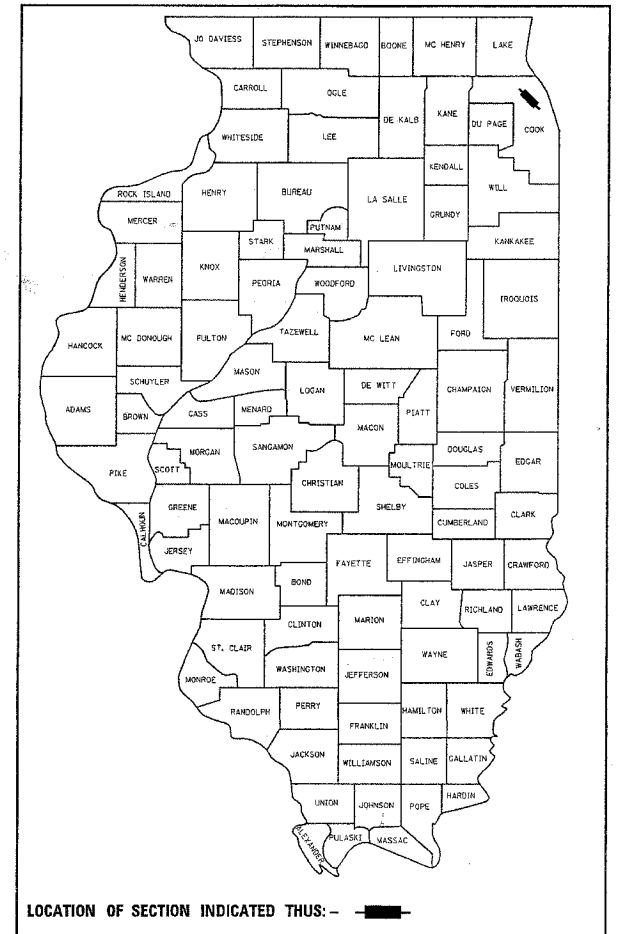 JO DAVIESS STEPHENSON WINNEBAGO BOONE MC HENRY LAKE
CARROLL OGLE DE KALB KANE DU PAGE COOK
WHITESIDE LEE
KENDALL WILL
ROCK ISLAND HENRY BUREAU LA SALLE GRUNDY
MERCER PUTNAM
STARK MARSHALL KANKAKEE
HENDERSON WARREN KNOX PEORIA WOODFORD LIVINGSTON IROQUOIS
HANCOCK MC DONOUGH FULTON TAZEWELL MC LEAN FORD
MASON
SCHUYLER LOGAN DE WITT CHAMPAIGN VERMILION
ADAMS BROWN CASS MENARD MACON PIATT
MORGAN SANGAMON DOUGLAS EDGAR
PIKE SCOTT CHRISTIAN MOULTRIE COLES
GREENE MACOUPIN MONTGOMERY SHELBY CUMBERLAND CLARK
CALHOUN JERSEY FAYETTE EFFINGHAM JASPER CRAWFORD
MADISON BOND
CLAY RICHLAND LAWRENCE
CLINTON MARION
ST. CLAIR WAYNE EDWARDS WABASH
WASHINGTON JEFFERSON
MONROE
RANDOLPH PERRY HAMILTON WHITE
FRANKLIN
JACKSON WILLIAMSON SALINE GALLATIN
HARDIN
UNION JOHNSON POPE
ALEXANDER PULASKI MASSAC
LOCATION OF SECTION INDICATED THUS: –